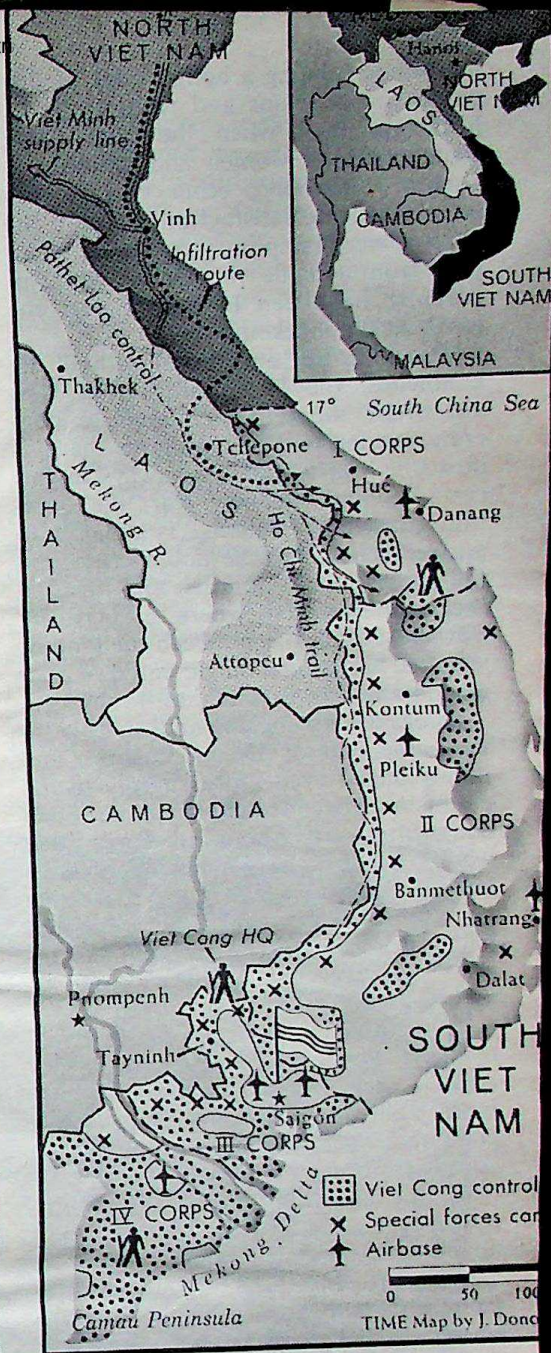 NORTH
VIET NAM
Viet Minh
supply line
Vinh
Infiltration
route
Pathet Lao control
Thakhek
LAOS
Mekong R.
THAILAND
Tchepone
17°
South China Sea
I CORPS
Hué
Danang
Ho Chi Minh trail
Attopeu
Kontum
Pleiku
CAMBODIA
II CORPS
Banmethuot
Nhatrang
Dalat
Viet Cong HQ
Pnompenh
Tayninh
Saigon
III CORPS
SOUTH
VIET
NAM
IV CORPS
Mekong Delta
Camau Peninsula
Viet Cong control
Special forces
Airbase
0 50 100
TIME Map by J.
Hanoi
NORTH
VIET NAM
LAOS
THAILAND
CAMBODIA
SOUTH
VIET NAM
MALAYSIA